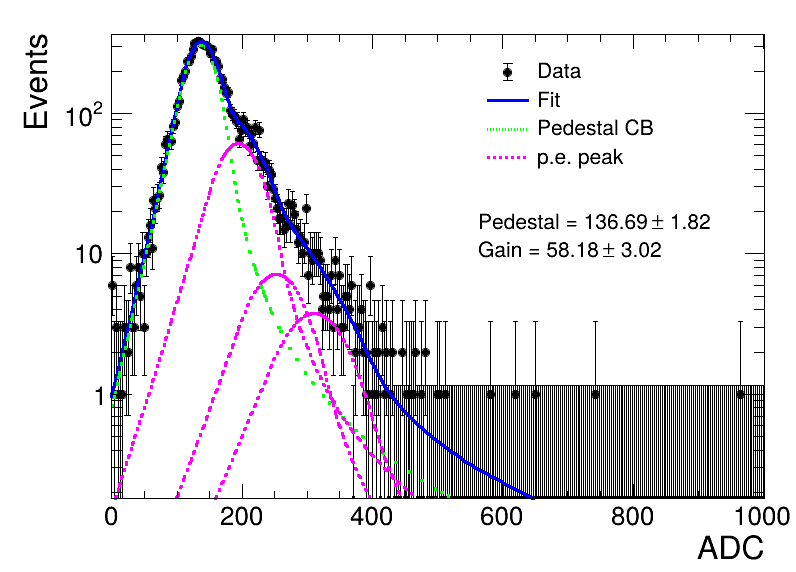 Events
10²
10
1
Data
Fit
Pedestal CB
p.e. peak
Pedestal = 136.69 ± 1.82
Gain = 58.18 ± 3.02
0 200 400 600 800 1000
ADC